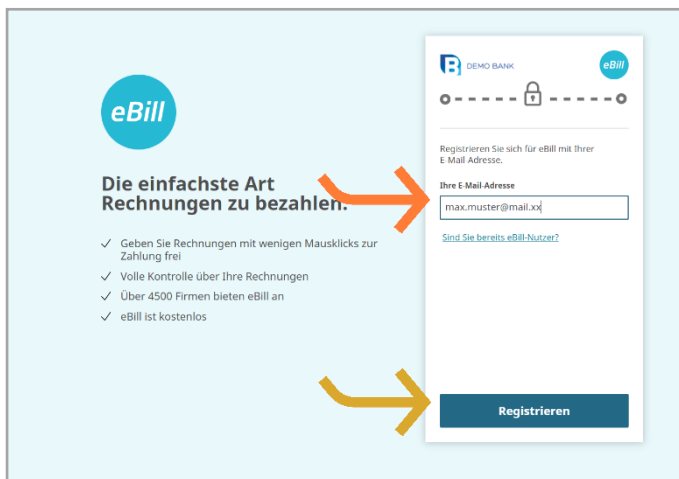 eBill
Die einfachste Art
Rechnungen zu bezahlen.
Geben Sie Rechnungen mit wenigen Mausklicks zur
Zahlung frei
Volle Kontrolle über Ihre Rechnungen
Über 4500 Firmen bieten eBill an
eBill ist kostenlos
DEMO BANK
eBill
Registrieren Sie sich für eBill mit Ihrer
E-Mail Adresse.
Ihre E-Mail-Adresse
max.muster@mail.xx
Sind Sie bereits eBill-Nutzer?
Registrieren